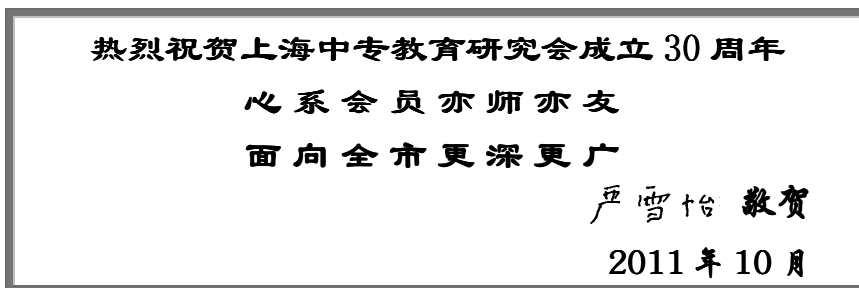 热烈祝贺上海中专教育研究会成立30周年
心系会员亦师亦友
面向全市更深更广
严雪怡 敬贺
2011年10月